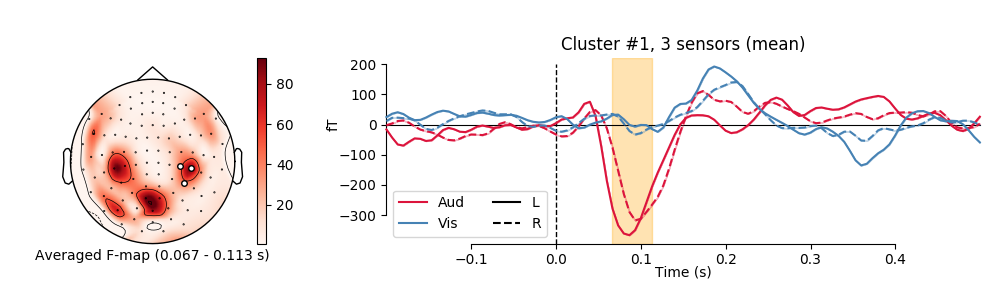 Cluster #1, 3 sensors (mean)
80
60
40
20
Averaged F-map (0.067 - 0.113 s)
200
100
0
−100
−200
−300
fT
Aud
Vis
L
R
−0.1 0.0 0.1 0.2 0.3 0.4
Time (s)